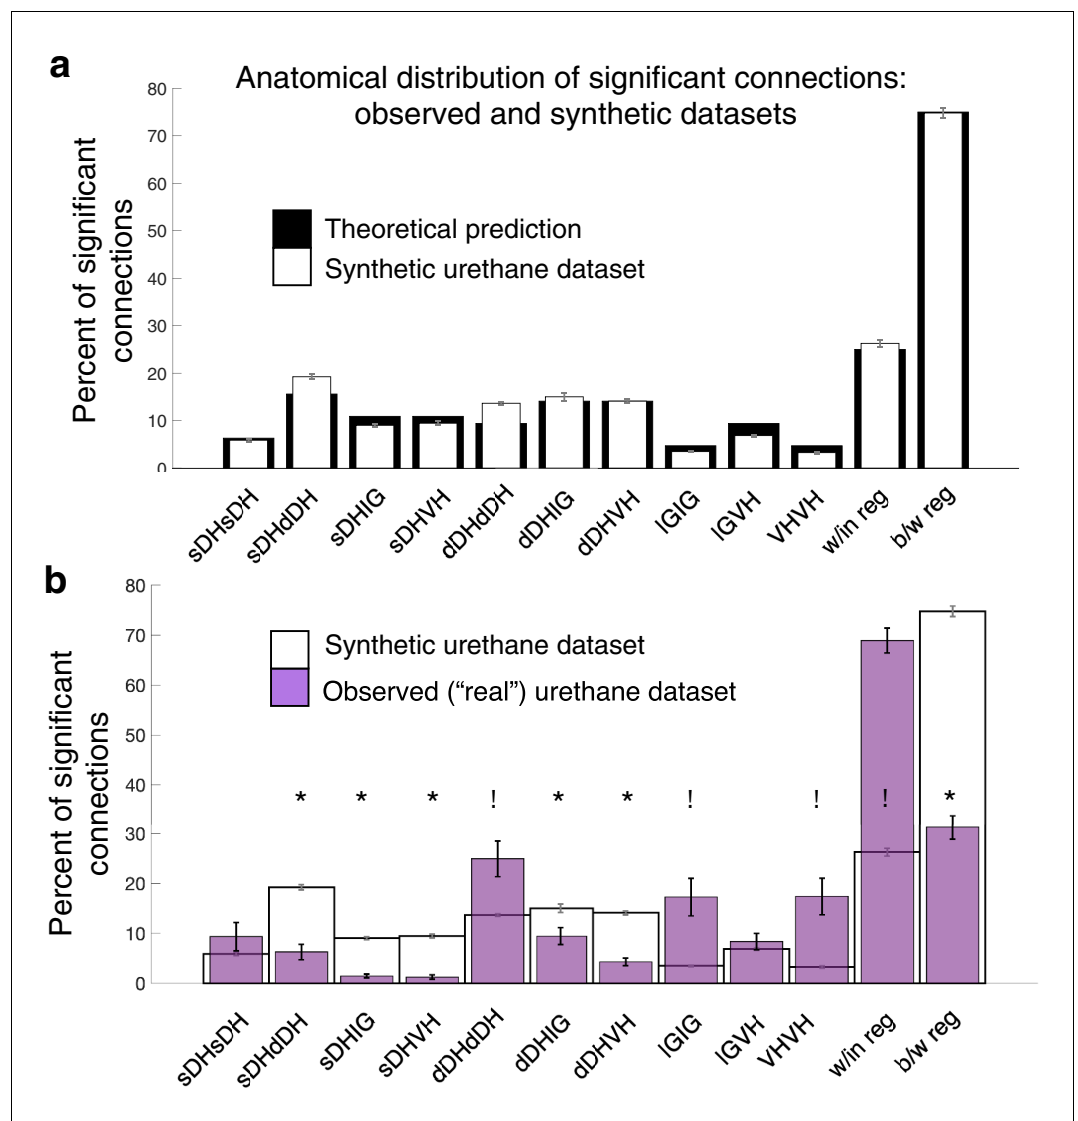 a
Anatomical distribution of significant connections:
observed and synthetic datasets
Percent of significant
connections
80
70
60
50
40
30
20
10
0
Theoretical prediction
Synthetic urethane dataset
sDHsDH
sDHdDH
sDHIG
sDHVH
dDHdDH
dDHIG
dDHVH
IGIG
IGVH
VHVH
w/in reg
b/w reg
b
Percent of significant
connections
80
70
60
50
40
30
20
10
0
Synthetic urethane dataset
Observed (“real”) urethane dataset
* * * ! * * ! ! ! *
sDHsDH
sDHdDH
sDHIG
sDHVH
dDHdDH
dDHIG
dDHVH
IGIG
IGVH
VHVH
w/in reg
b/w reg